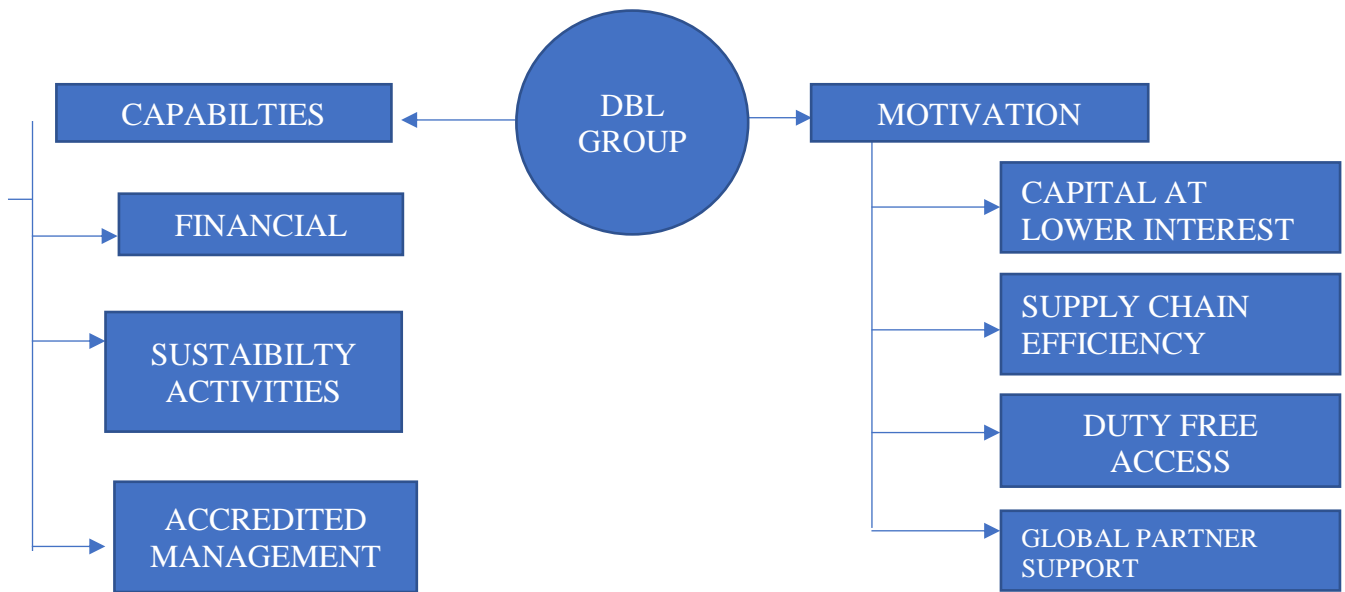 DBL
GROUP
CAPABILTIES
FINANCIAL
SUSTAIBILTY
ACTIVITIES
ACCREDITED
MANAGEMENT
MOTIVATION
CAPITAL AT
LOWER INTEREST
SUPPLY CHAIN
EFFICIENCY
DUTY FREE
ACCESS
GLOBAL PARTNER
SUPPORT